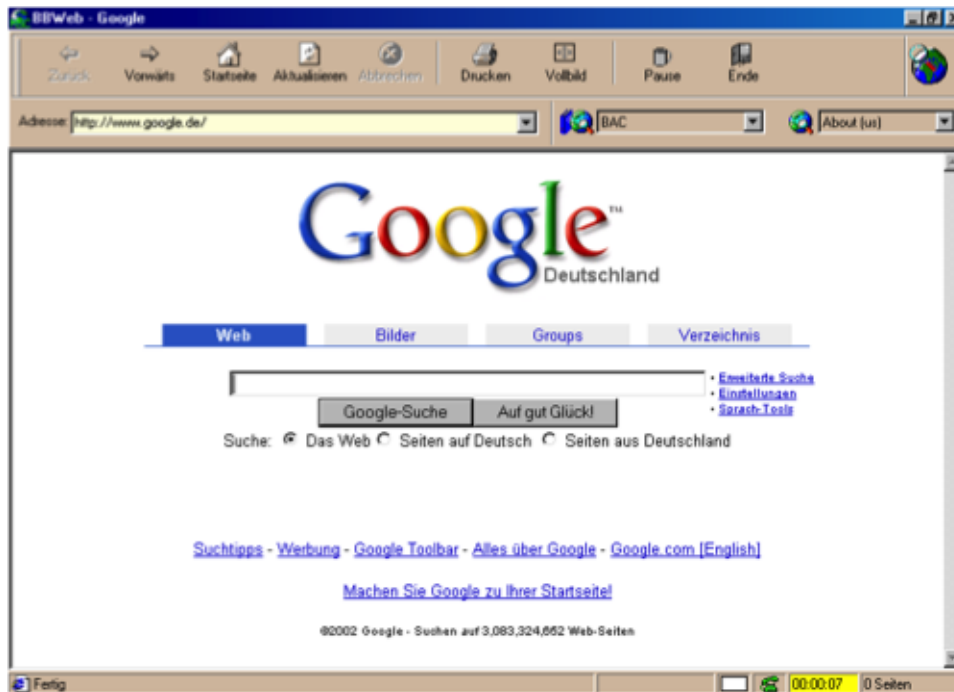 BBWeb - Google
Zurück Vorwärts Startseite Aktualisieren Abbrechen Drucken Vollbild Pause Ende
Adresse: http://www.google.de/ BAC About (us)
Google™
Deutschland
Web Bilder Groups Verzeichnis
• Erweiterte Suche
• Einstellungen
• Sprach-Tools
Google-Suche Auf gut Glück!
Suche: Das Web Seiten auf Deutsch Seiten aus Deutschland
Suchtipps - Werbung - Google Toolbar - Alles über Google - Google.com [English]
Machen Sie Google zu Ihrer Startseite!
©2002 Google - Suchen auf 3,083,324,652 Web-Seiten
Fertig 00:00:07 0 Seiten